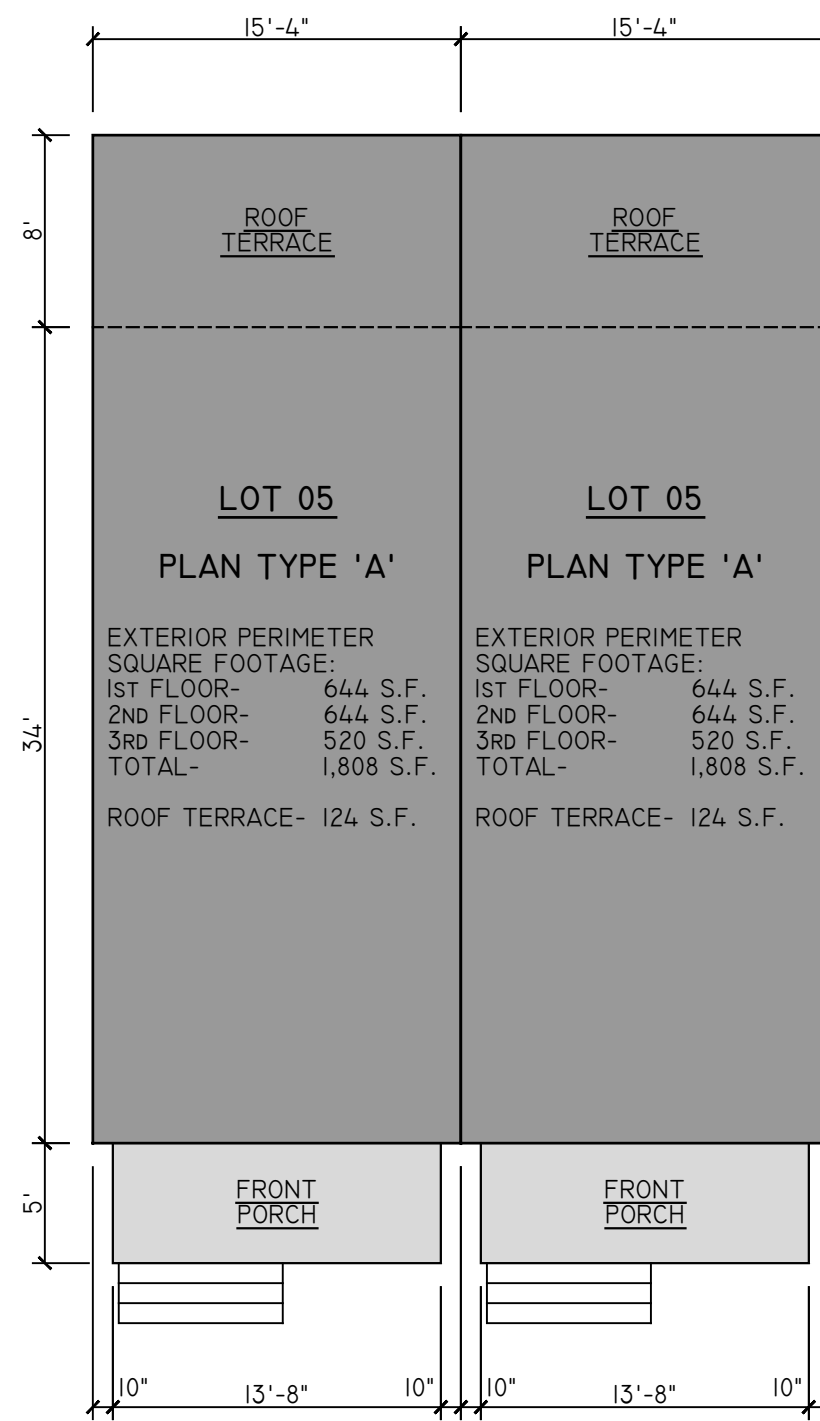 15'-4"
15'-4"
8'
ROOF
TERRACE
ROOF
TERRACE
34'
LOT 05
PLAN TYPE 'A'
EXTERIOR PERIMETER
SQUARE FOOTAGE:
1ST FLOOR- 644 S.F.
2ND FLOOR- 644 S.F.
3RD FLOOR- 520 S.F.
TOTAL- 1,808 S.F.
ROOF TERRACE- 124 S.F.
LOT 05
PLAN TYPE 'A'
EXTERIOR PERIMETER
SQUARE FOOTAGE:
1ST FLOOR- 644 S.F.
2ND FLOOR- 644 S.F.
3RD FLOOR- 520 S.F.
TOTAL- 1,808 S.F.
ROOF TERRACE- 124 S.F.
5'
FRONT
PORCH
FRONT
PORCH
10" 13'-8" 10" 10" 13'-8" 10"